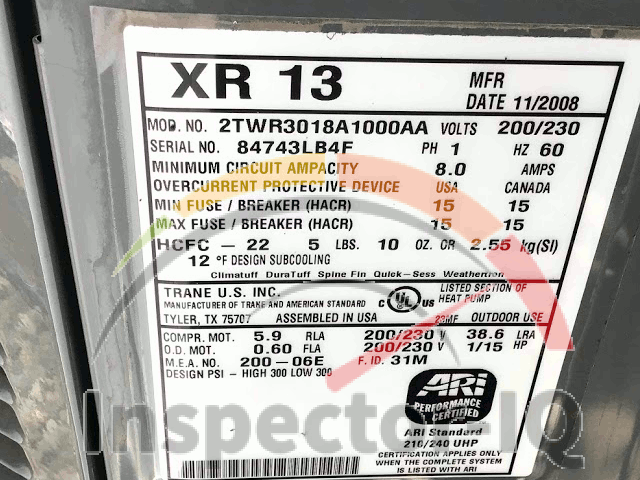 XR 13
MFR
DATE 11/2008
MOD. NO. 2TWR3018A1000AA VOLTS 200/230
SERIAL NO. 84743LB4F PH 1 HZ 60
MINIMUM CIRCUIT AMPACITY 8.0 AMPS
OVERCURRENT PROTECTIVE DEVICE USA CANADA
MIN FUSE / BREAKER (HACR) 15 15
MAX FUSE / BREAKER (HACR) 15 15
HCFC - 22 5 LBS. 10 OZ. OR 2.55 kg(SI)
12 °F DESIGN SUBCOOLING
Climatuff DuraTuff Spine Fin Quick-Sess Weathertron
TRANE U.S. INC. LISTED SECTION OF
MANUFACTURER OF TRANE AND AMERICAN STANDARD C UL US HEAT PUMP
TYLER, TX 75707 ASSEMBLED IN USA 29MF OUTDOOR USE
COMPR. MOT. 5.9 RLA 200/230 V 38.6 LRA
O.D. MOT. 0.60 FLA 200/230 V 1/15 HP
M.E.A. NO. 200-06E F. ID. 31M
DESIGN PSI - HIGH 300 LOW 300
ARI
PERFORMANCE
CERTIFIED
ARI Standard
210/240 UHP
CERTIFICATION APPLIES ONLY
WHEN THE COMPLETE SYSTEM
IS LISTED WITH ARI
Inspector-IQ